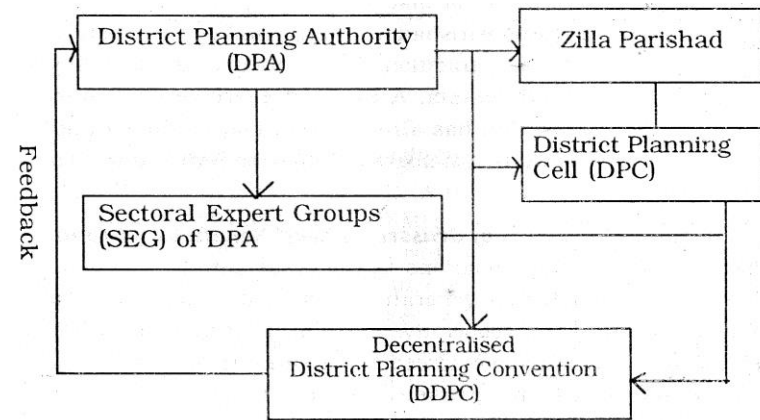 District Planning Authority
(DPA)
Zilla Parishad
District Planning
Cell (DPC)
Feedback
Sectoral Expert Groups
(SEG) of DPA
Decentralised
District Planning Convention
(DDPC)